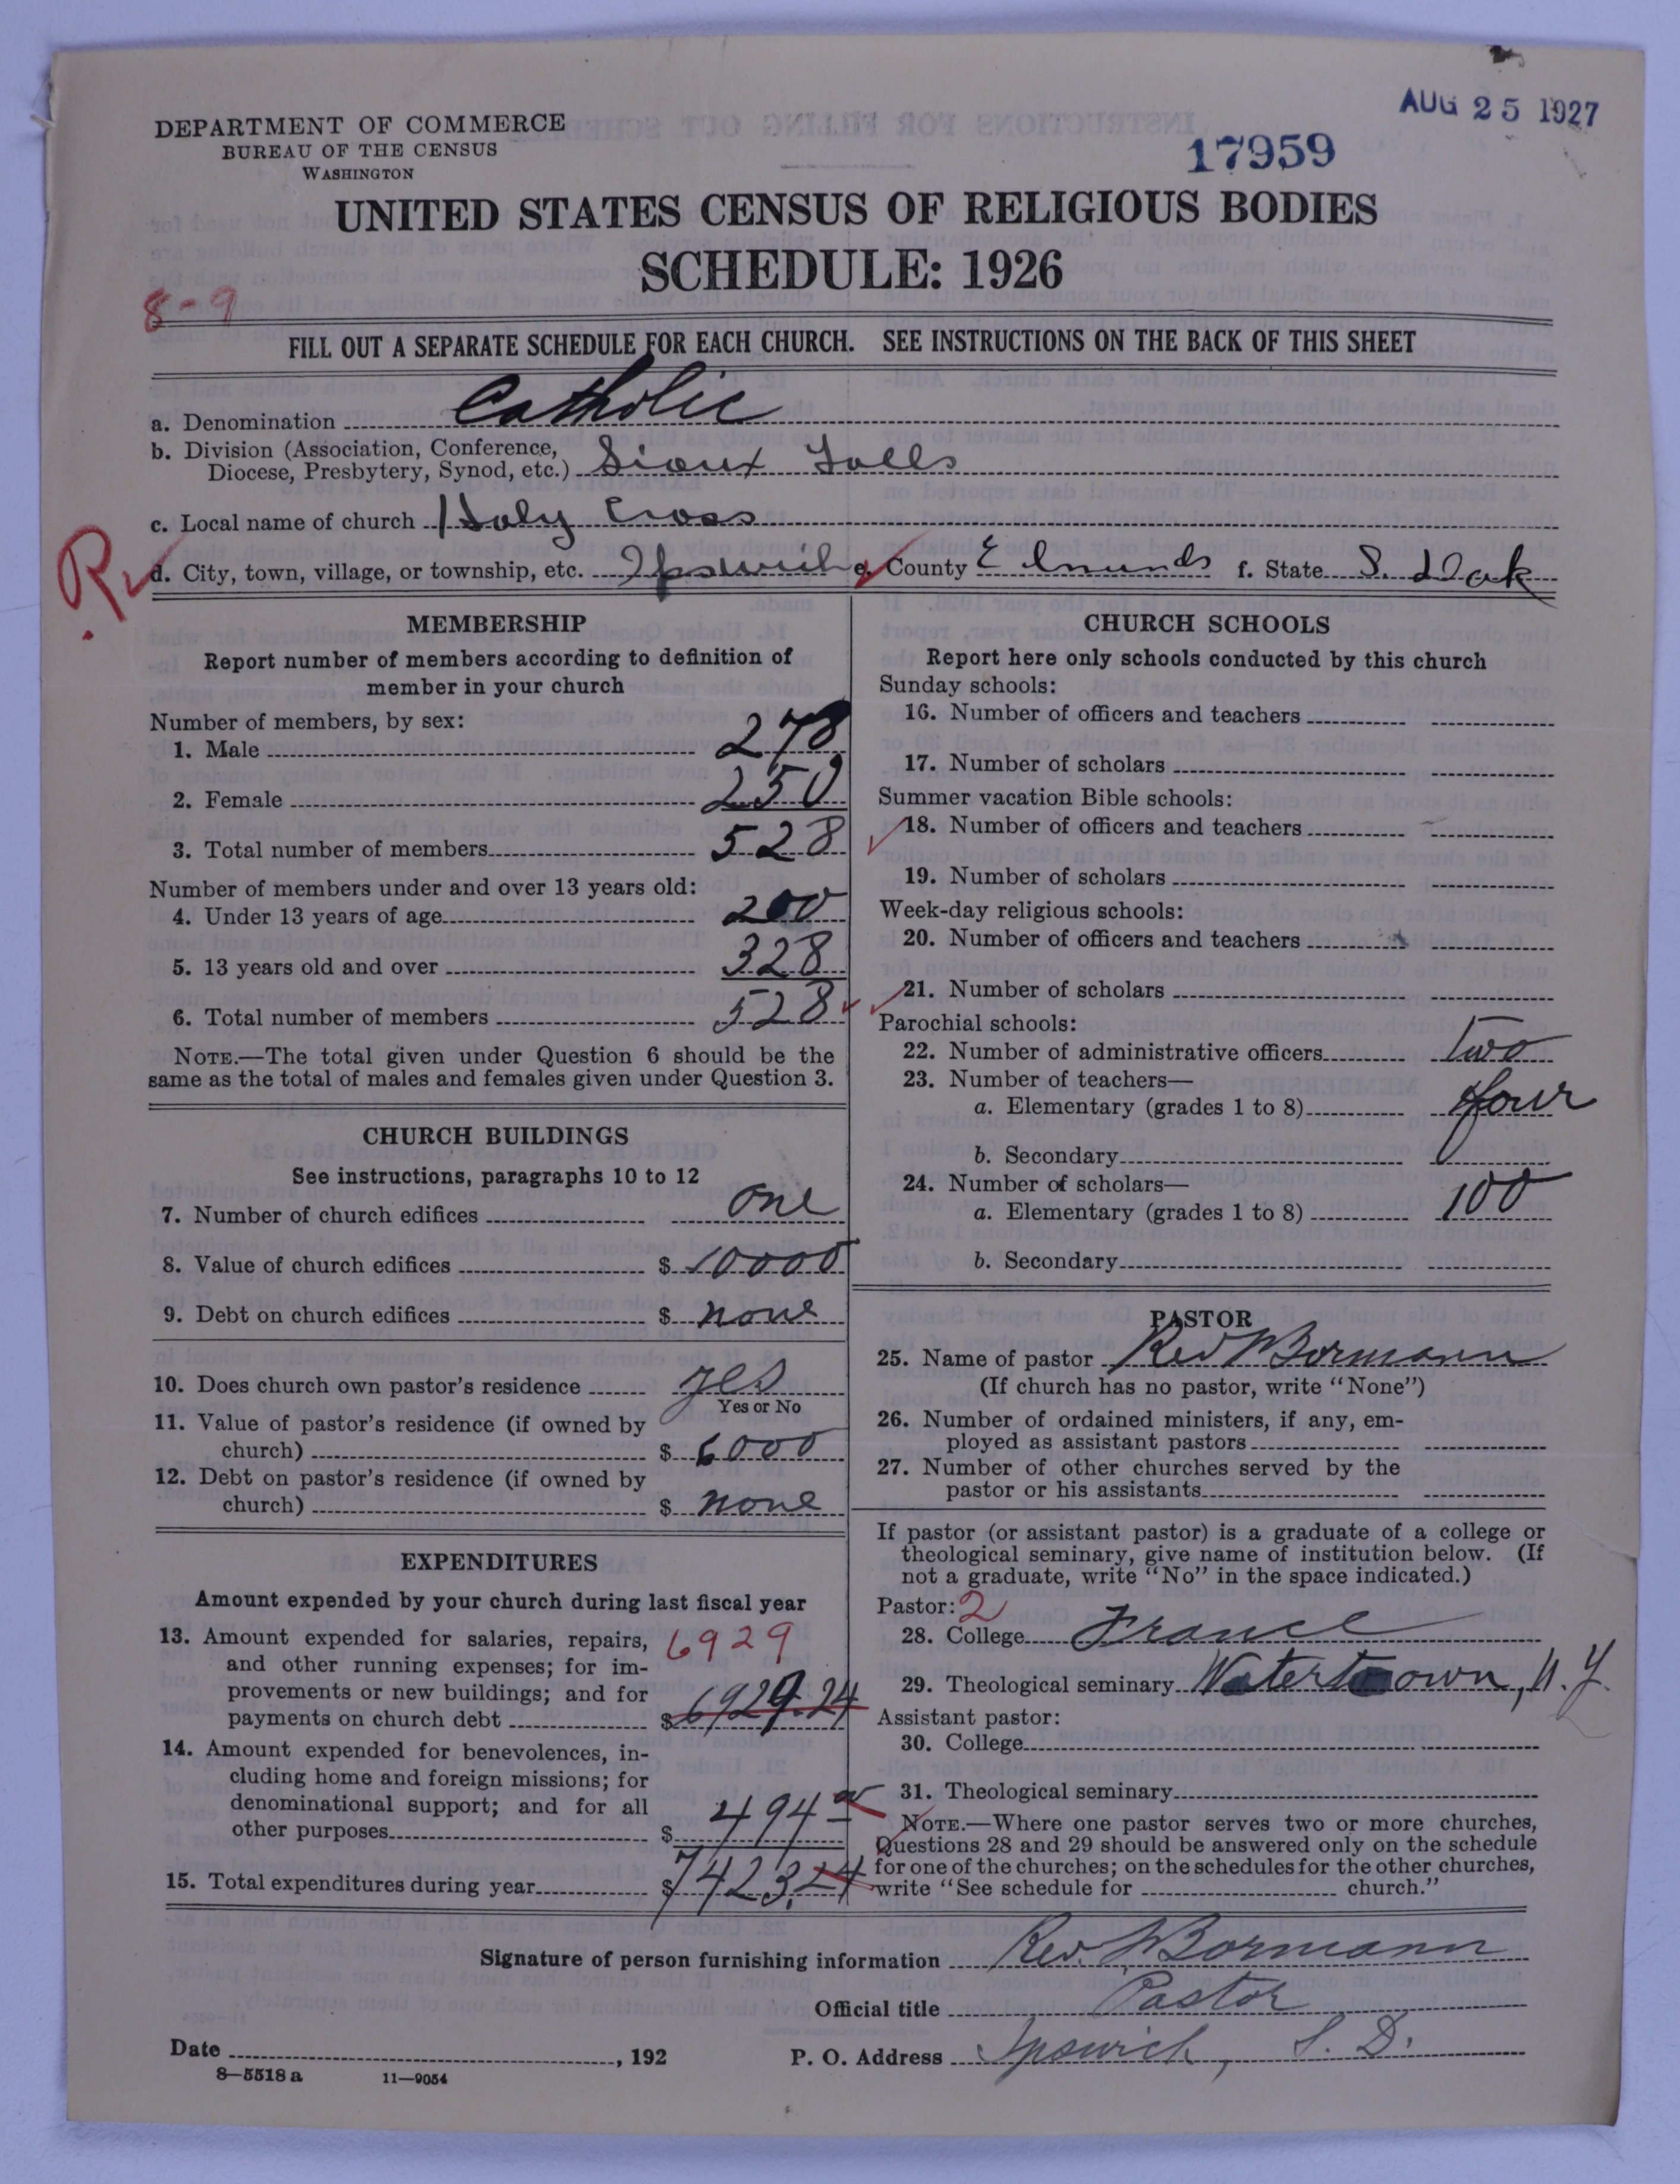 AUG 25 1927
DEPARTMENT OF COMMERCE
BUREAU OF THE CENSUS
WASHINGTON
17959
UNITED STATES CENSUS OF RELIGIOUS BODIES
SCHEDULE: 1926
8-9
FILL OUT A SEPARATE SCHEDULE FOR EACH CHURCH. SEE INSTRUCTIONS ON THE BACK OF THIS SHEET
a. Denomination Catholic
b. Division (Association, Conference,
Diocese, Presbytery, Synod, etc.) Sioux Falls
c. Local name of church Holy Cross
R
d. City, town, village, or township, etc. Ipswich e. County Edmunds f. State S. Dak
MEMBERSHIP
Report number of members according to definition of
member in your church
Number of members, by sex:
1. Male 278
2. Female 250
3. Total number of members 528
Number of members under and over 13 years old:
4. Under 13 years of age 200
5. 13 years old and over 328
6. Total number of members 528
NOTE.—The total given under Question 6 should be the
same as the total of males and females given under Question 3.
CHURCH BUILDINGS
See instructions, paragraphs 10 to 12
7. Number of church edifices one
8. Value of church edifices $ 10000
9. Debt on church edifices $ none
10. Does church own pastor's residence yes
Yes or No
11. Value of pastor's residence (if owned by
church) $ 6000
12. Debt on pastor's residence (if owned by
church) $ none
EXPENDITURES
Amount expended by your church during last fiscal year
13. Amount expended for salaries, repairs, 6929
and other running expenses; for im-
provements or new buildings; and for
payments on church debt $ 6929.24
14. Amount expended for benevolences, in-
cluding home and foreign missions; for
denominational support; and for all
other purposes $ 494
15. Total expenditures during year $ 7423.24
CHURCH SCHOOLS
Report here only schools conducted by this church
Sunday schools:
16. Number of officers and teachers
17. Number of scholars
Summer vacation Bible schools:
18. Number of officers and teachers
19. Number of scholars
Week-day religious schools:
20. Number of officers and teachers
21. Number of scholars
Parochial schools:
22. Number of administrative officers Two
23. Number of teachers—
a. Elementary (grades 1 to 8) four
b. Secondary
24. Number of scholars—
a. Elementary (grades 1 to 8) 100
b. Secondary
PASTOR
25. Name of pastor Rev Bormann
(If church has no pastor, write "None")
26. Number of ordained ministers, if any, em-
ployed as assistant pastors
27. Number of other churches served by the
pastor or his assistants
If pastor (or assistant pastor) is a graduate of a college or
theological seminary, give name of institution below. (If
not a graduate, write "No" in the space indicated.)
Pastor: 2
28. College France
29. Theological seminary Watertown, N. Y.
Assistant pastor:
30. College
31. Theological seminary
NOTE.—Where one pastor serves two or more churches,
Questions 28 and 29 should be answered only on the schedule
for one of the churches; on the schedules for the other churches,
write "See schedule for church."
Signature of person furnishing information Rev. Bormann
Official title Pastor
Date , 192 P. O. Address Ipswich, S. D.
8—5518 a 11—9054